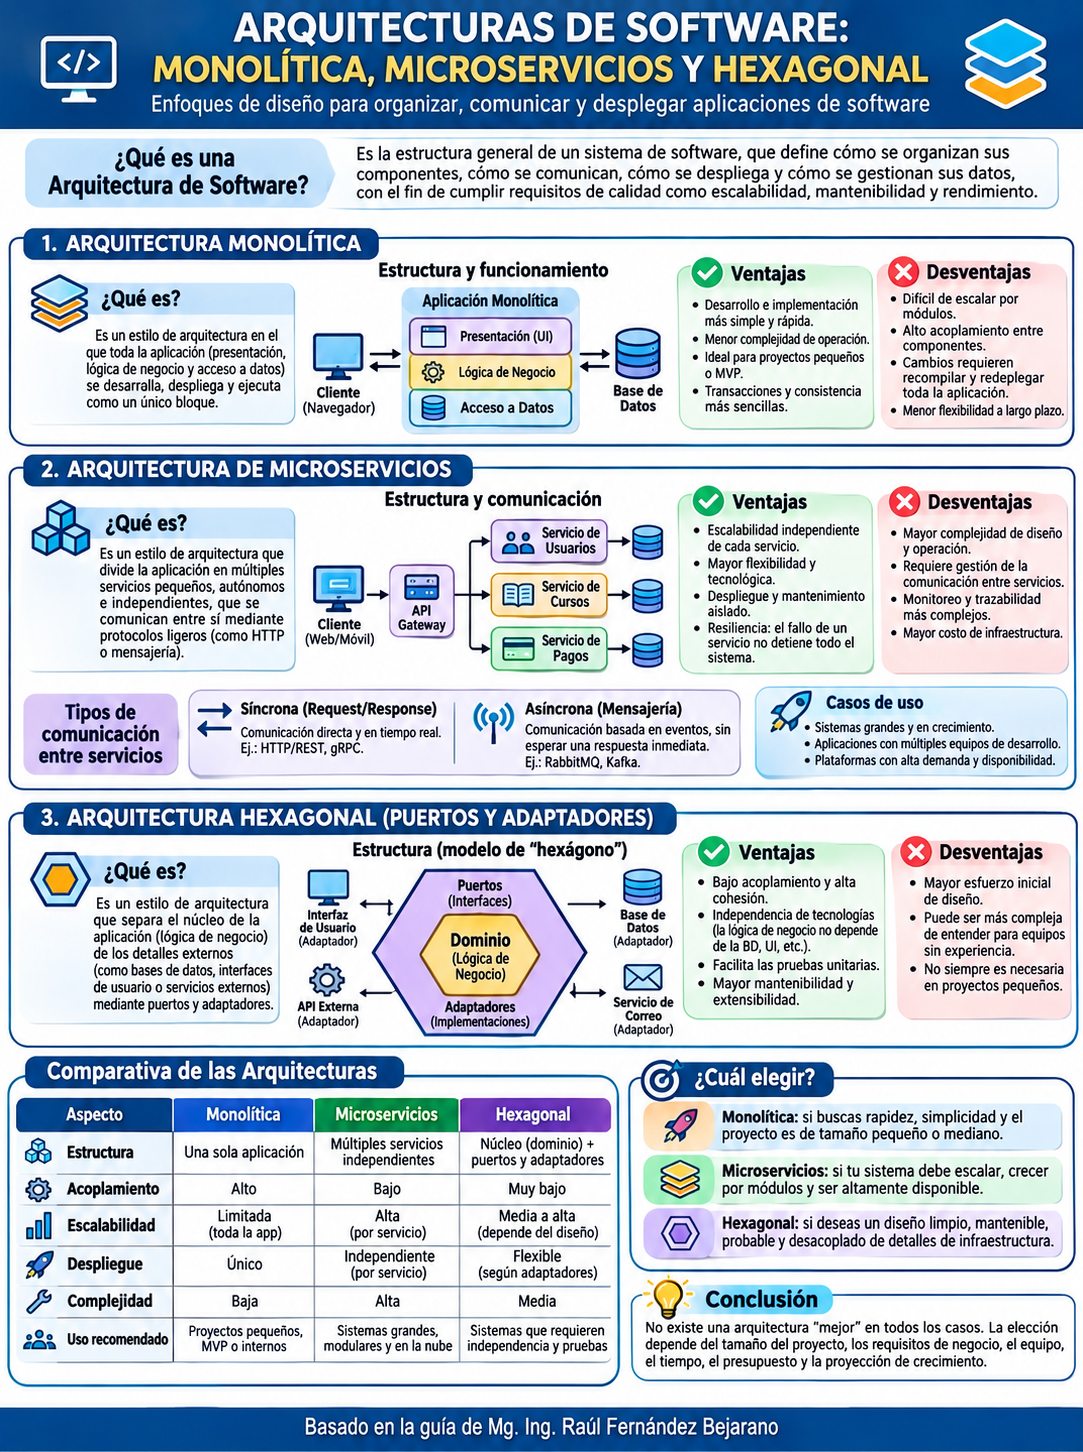 </>
ARQUITECTURAS DE SOFTWARE:
MONOLÍTICA, MICROSERVICIOS Y HEXAGONAL
Enfoques de diseño para organizar, comunicar y desplegar aplicaciones de software
¿Qué es una
Arquitectura de Software?
Es la estructura general de un sistema de software, que define cómo se organizan sus
componentes, cómo se comunican, cómo se despliega y cómo se gestionan sus datos,
con el fin de cumplir requisitos de calidad como escalabilidad, mantenibilidad y rendimiento.
1. ARQUITECTURA MONOLÍTICA
¿Qué es?
Es un estilo de arquitectura en el
que toda la aplicación (presentación,
lógica de negocio y acceso a datos)
se desarrolla, despliega y ejecuta
como un único bloque.
Estructura y funcionamiento
Cliente
(Navegador)
Aplicación Monolítica
Presentación (UI)
Lógica de Negocio
Acceso a Datos
Base de
Datos
Ventajas
• Desarrollo e implementación
más simple y rápida.
• Menor complejidad de operación.
• Ideal para proyectos pequeños
o MVP.
• Transacciones y consistencia
más sencillas.
Desventajas
• Difícil de escalar por
módulos.
• Alto acoplamiento entre
componentes.
• Cambios requieren
recompilar y redeplegar
toda la aplicación.
• Menor flexibilidad a largo plazo.
2. ARQUITECTURA DE MICROSERVICIOS
¿Qué es?
Es un estilo de arquitectura que
divide la aplicación en múltiples
servicios pequeños, autónomos
e independientes, que se
comunican entre sí mediante
protocolos ligeros (como HTTP
o mensajería).
Estructura y comunicación
Cliente
(Web/Móvil)
API
Gateway
Servicio de
Usuarios
Servicio de
Cursos
Servicio de
Pagos
Ventajas
• Escalabilidad independiente
de cada servicio.
• Mayor flexibilidad y
tecnológica.
• Despliegue y mantenimiento
aislado.
• Resiliencia: el fallo de un
servicio no detiene todo el
sistema.
Desventajas
• Mayor complejidad de diseño
y operación.
• Requiere gestión de la
comunicación entre servicios.
• Monitoreo y trazabilidad
más complejos.
• Mayor costo de infraestructura.
Tipos de
comunicación
entre servicios
Síncrona (Request/Response)
Comunicación directa y en tiempo real.
Ej.: HTTP/REST, gRPC.
Asíncrona (Mensajería)
Comunicación basada en eventos, sin
esperar una respuesta inmediata.
Ej.: RabbitMQ, Kafka.
Casos de uso
• Sistemas grandes y en crecimiento.
• Aplicaciones con múltiples equipos de desarrollo.
• Plataformas con alta demanda y disponibilidad.
3. ARQUITECTURA HEXAGONAL (PUERTOS Y ADAPTADORES)
¿Qué es?
Es un estilo de arquitectura
que separa el núcleo de la
aplicación (lógica de negocio)
de los detalles externos
(como bases de datos, interfaces
de usuario o servicios externos)
mediante puertos y adaptadores.
Estructura (modelo de “hexágono”)
Interfaz
de Usuario
(Adaptador)
API Externa
(Adaptador)
Puertos
(Interfaces)
Dominio
(Lógica de
Negocio)
Adaptadores
(Implementaciones)
Base de
Datos
(Adaptador)
Servicio de
Correo
(Adaptador)
Ventajas
• Bajo acoplamiento y alta
cohesión.
• Independencia de tecnologías
(la lógica de negocio no depende
de la BD, UI, etc.).
• Facilita las pruebas unitarias.
• Mayor mantenibilidad y
extensibilidad.
Desventajas
• Mayor esfuerzo inicial
de diseño.
• Puede ser más compleja
de entender para equipos
sin experiencia.
• No siempre es necesaria
en proyectos pequeños.
Comparativa de las Arquitecturas
Aspecto Monolítica Microservicios Hexagonal
Estructura Una sola aplicación Múltiples servicios independientes Núcleo (dominio) + puertos y adaptadores
Acoplamiento Alto Bajo Muy bajo
Escalabilidad Limitada (toda la app) Alta (por servicio) Media a alta (depende del diseño)
Despliegue Único Independiente (por servicio) Flexible (según adaptadores)
Complejidad Baja Alta Media
Uso recomendado Proyectos pequeños, MVP o internos Sistemas grandes, modulares y en la nube Sistemas que requieren independencia y pruebas
¿Cuál elegir?
Monolítica: si buscas rapidez, simplicidad y el
proyecto es de tamaño pequeño o mediano.
Microservicios: si tu sistema debe escalar, crecer
por módulos y ser altamente disponible.
Hexagonal: si deseas un diseño limpio, mantenible,
probable y desacoplado de detalles de infraestructura.
Conclusión
No existe una arquitectura “mejor” en todos los casos. La elección
depende del tamaño del proyecto, los requisitos de negocio, el equipo,
el tiempo, el presupuesto y la proyección de crecimiento.
Basado en la guía de Mg. Ing. Raúl Fernández Bejarano